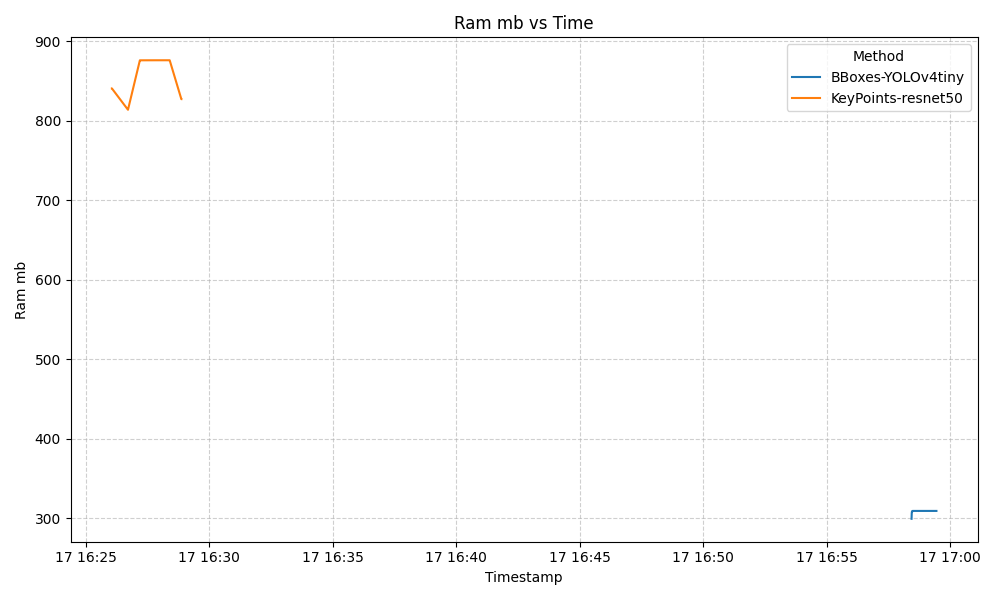 Ram mb vs Time
900
800
700
600
500
400
300
Ram mb
Method
BBoxes-YOLOv4tiny
KeyPoints-resnet50
17 16:25 17 16:30 17 16:35 17 16:40 17 16:45 17 16:50 17 16:55 17 17:00
Timestamp